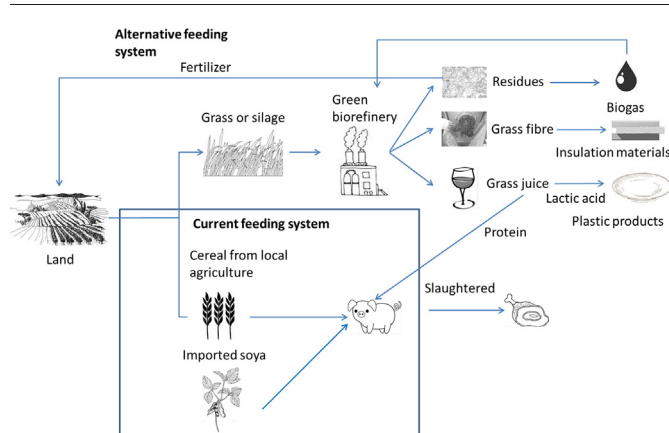 Alternative feeding
system
Fertilizer
Residues
Biogas
Grass or silage
Green
biorefinery
Grass fibre
Insulation materials
Grass juice
Lactic acid
Plastic products
Protein
Land
Current feeding system
Cereal from local
agriculture
Slaughtered
Imported soya